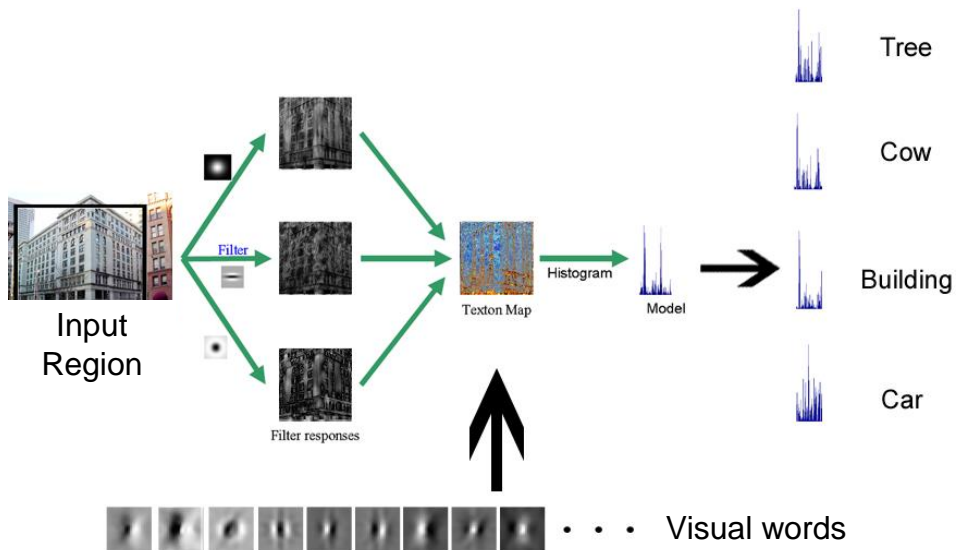 Input
Region
Filter
Filter responses
Texton Map
Histogram
Model
Tree
Cow
Building
Car
Visual words